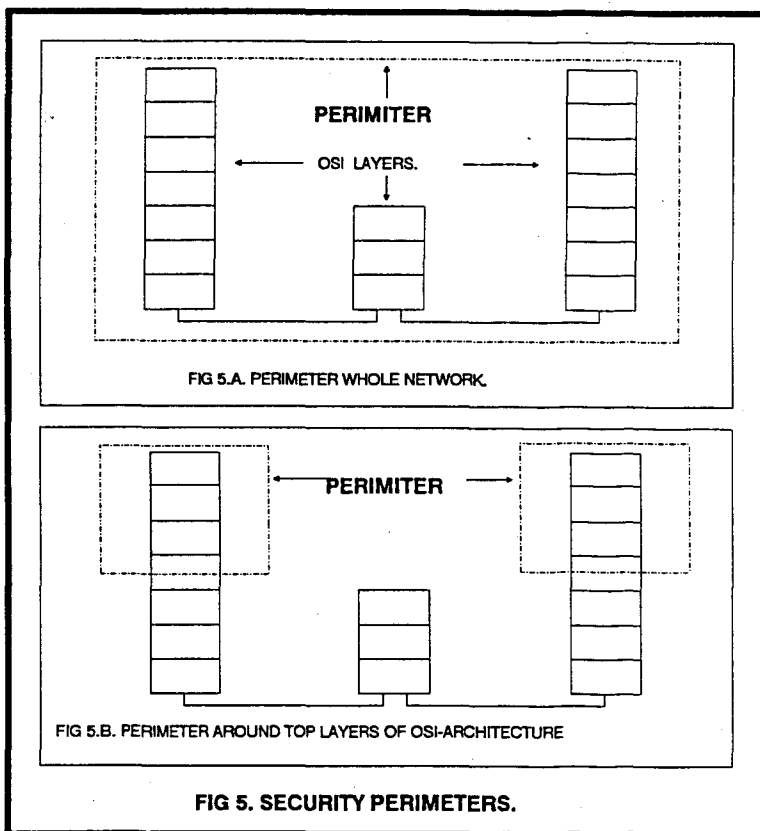 PERIMITER
OSI LAYERS.
FIG 5.A. PERIMETER WHOLE NETWORK.
PERIMITER
FIG 5.B. PERIMETER AROUND TOP LAYERS OF OSI-ARCHITECTURE
FIG 5. SECURITY PERIMETERS.